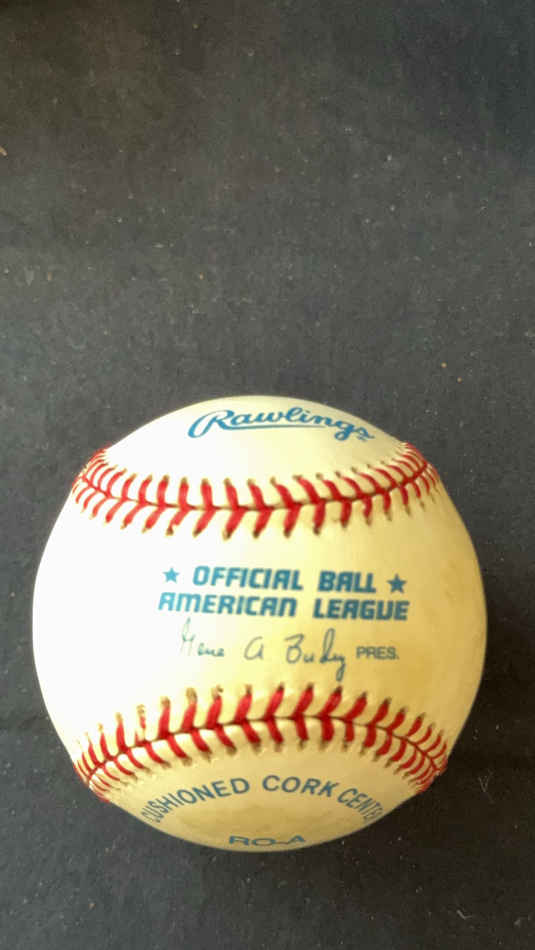 Rawlings
★ OFFICIAL BALL ★
AMERICAN LEAGUE
Gene A Budig PRES.
CUSHIONED CORK CENTER
RO-A